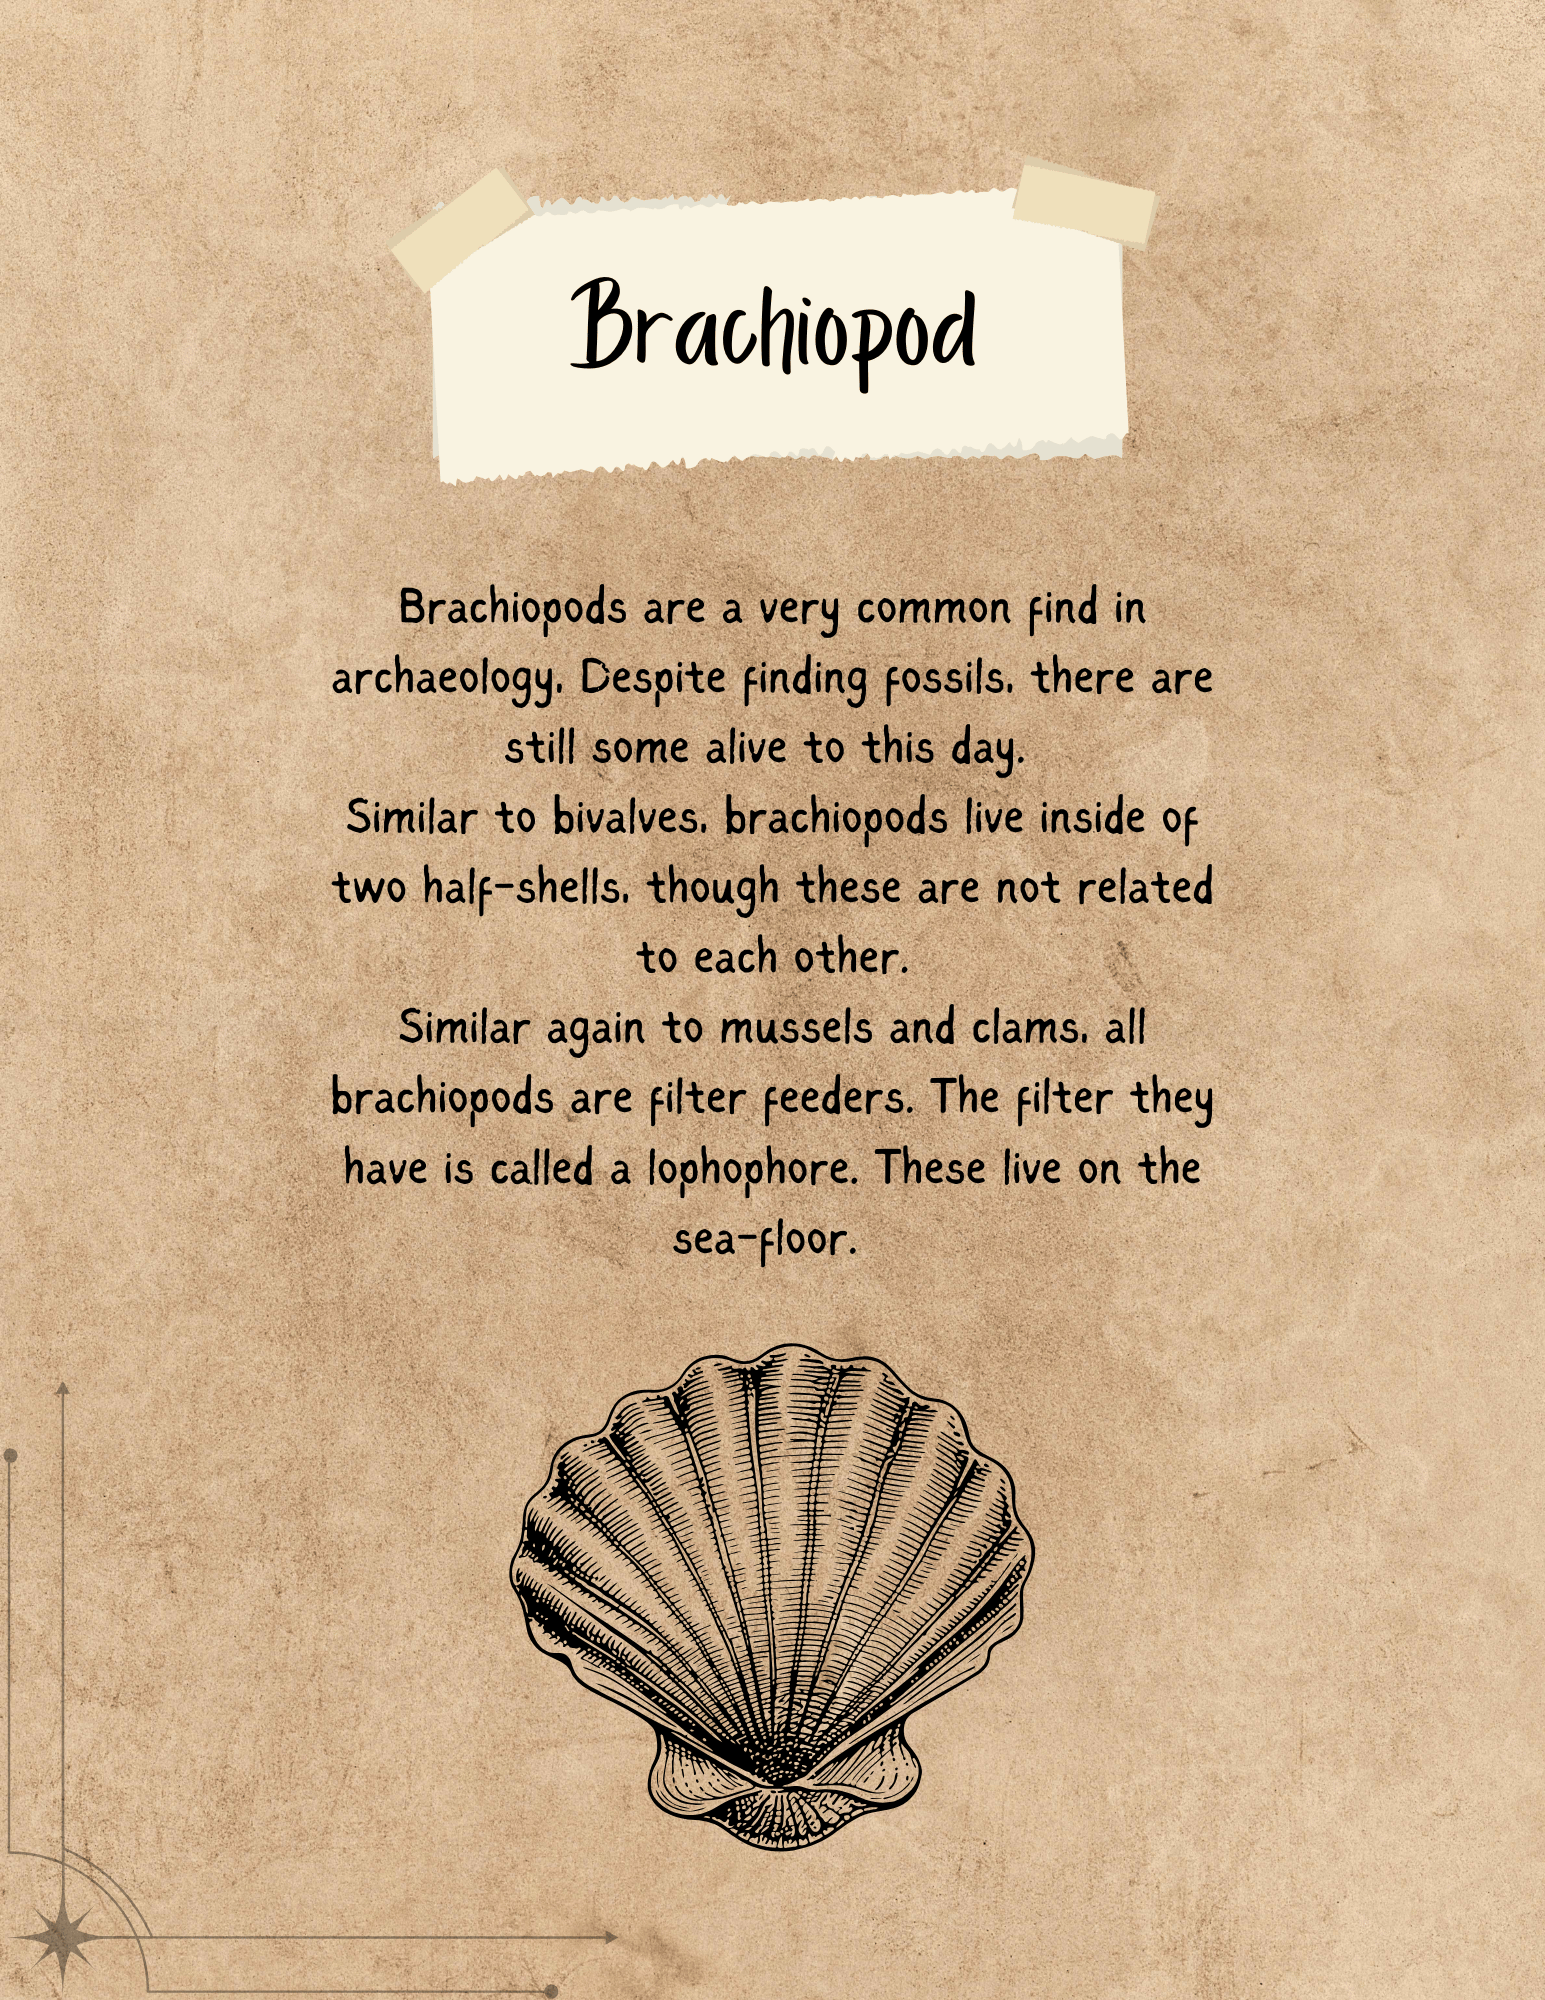 Brachiopod
Brachiopods are a very common find in
archaeology, Despite finding fossils, there are
still some alive to this day.
Similar to bivalves, brachiopods live inside of
two half-shells, though these are not related
to each other.
Similar again to mussels and clams, all
brachiopods are filter feeders. The filter they
have is called a lophophore. These live on the
sea-floor.